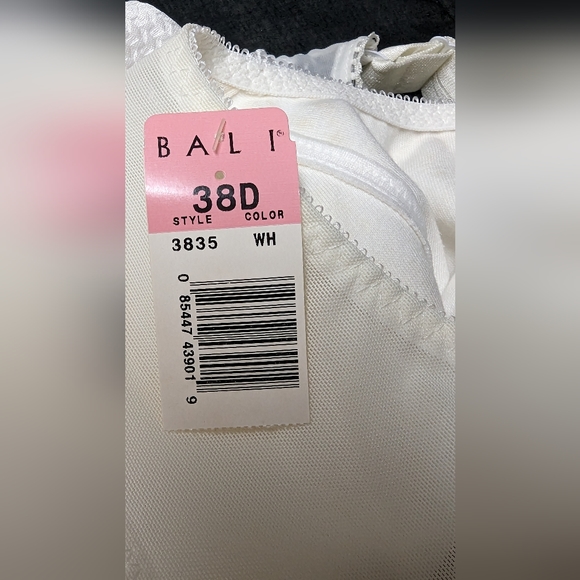 BALI®
38D
STYLE COLOR
3835 WH
0 85447 43901 9